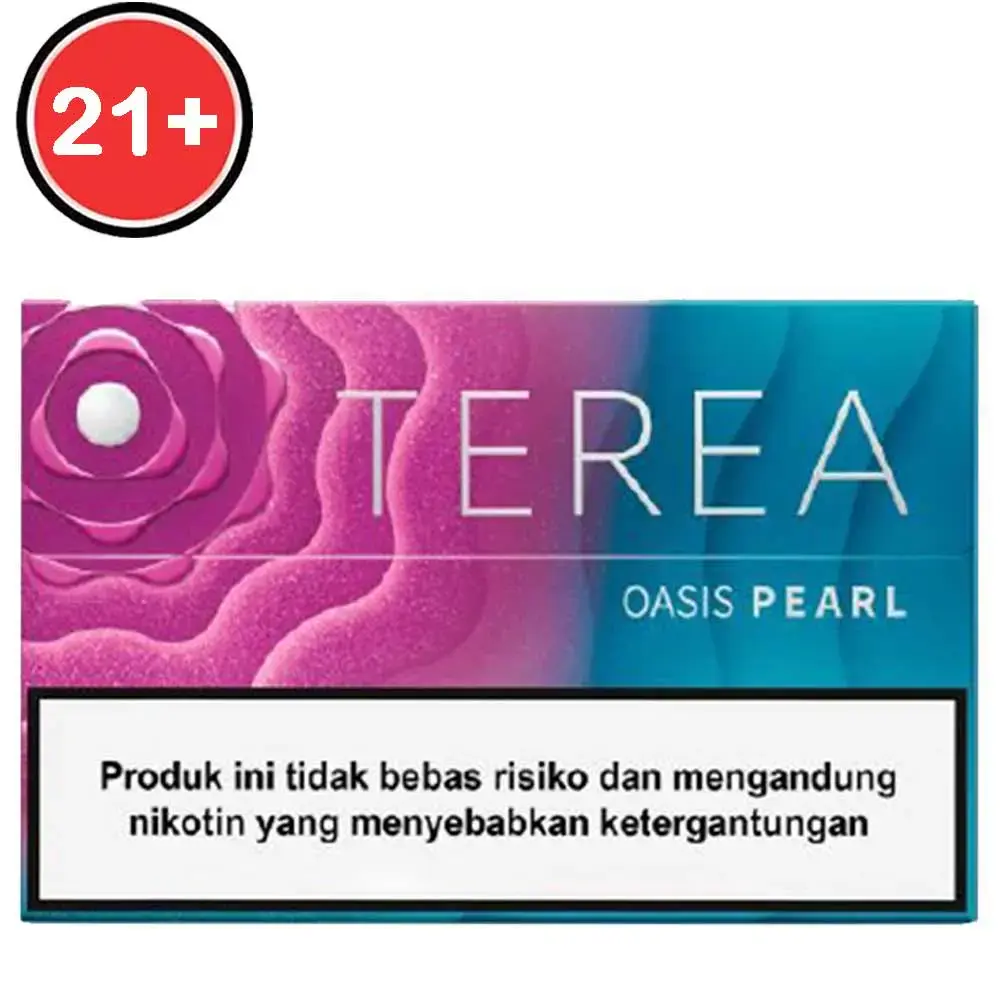 21+
TEREA
OASIS PEARL
Produk ini tidak bebas risiko dan mengandung
nikotin yang menyebabkan ketergantungan